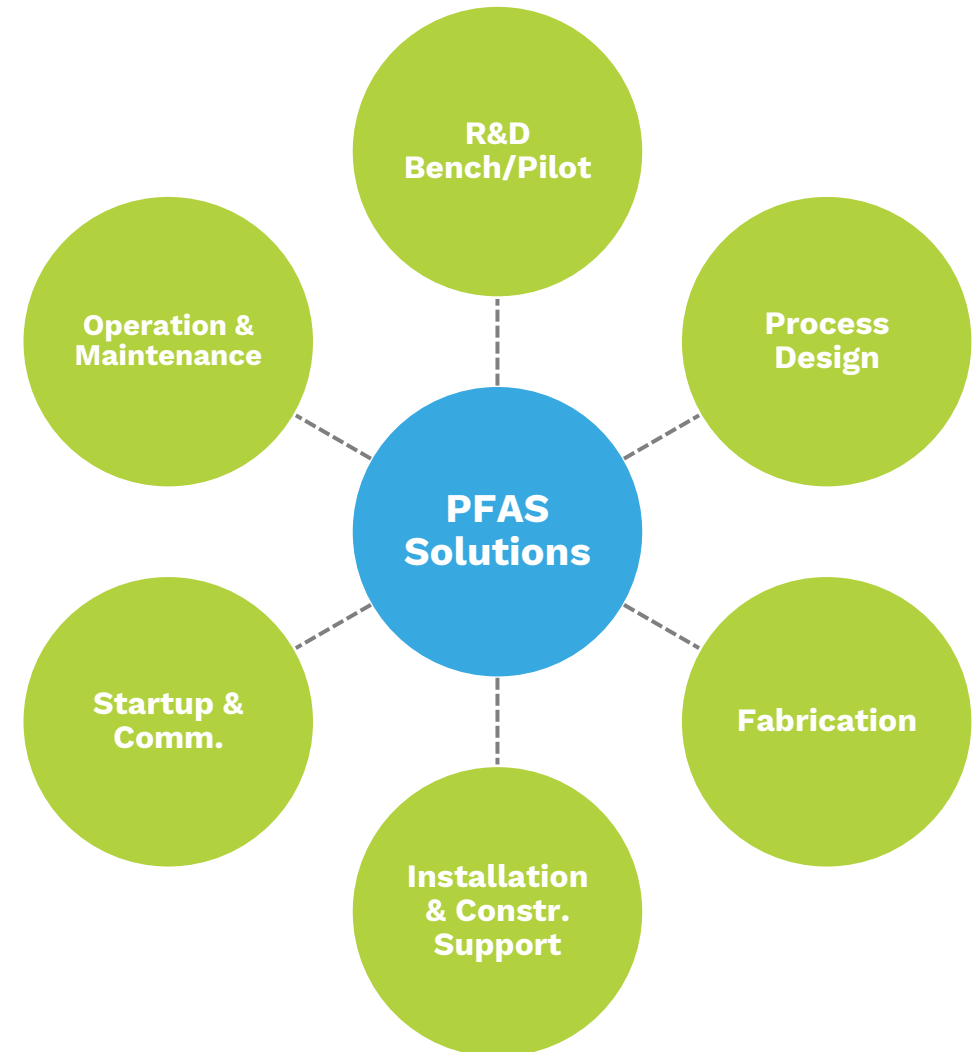 R&D
Bench/Pilot
Process
Design
Fabrication
Installation
& Constr.
Support
Startup &
Comm.
Operation &
Maintenance
PFAS
Solutions